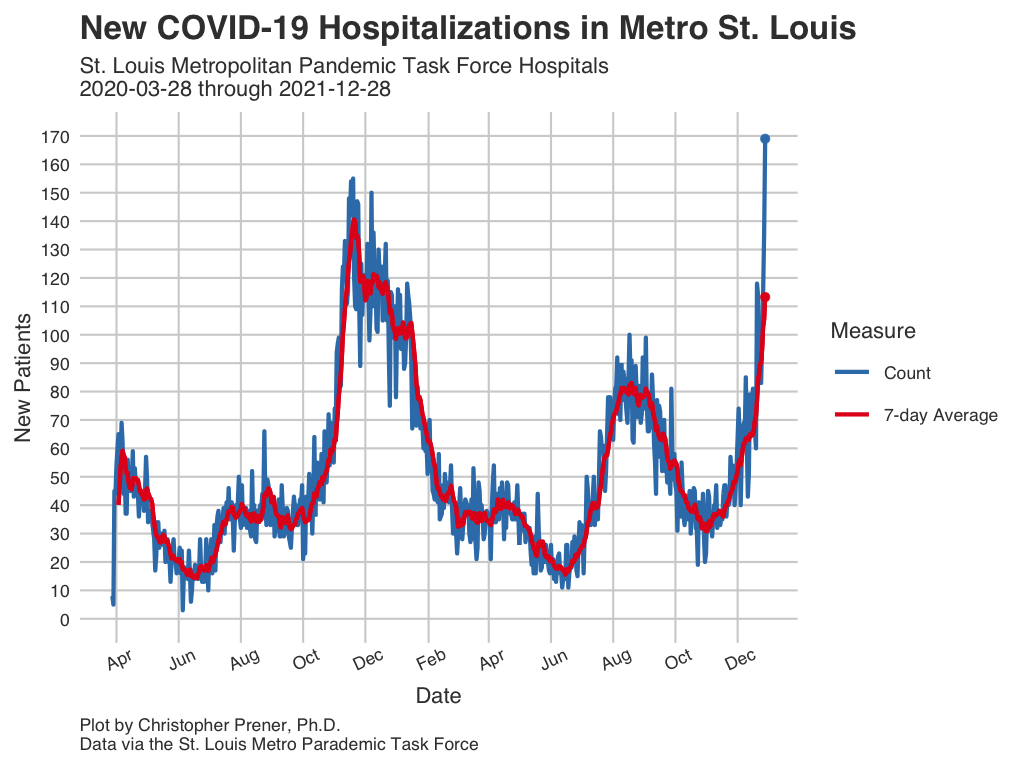 New COVID-19 Hospitalizations in Metro St. Louis
St. Louis Metropolitan Pandemic Task Force Hospitals
2020-03-28 through 2021-12-28
170
160
150
140
130
120
110
100
90
80
70
60
50
40
30
20
10
0
New Patients
Apr Jun Aug Oct Dec Feb Apr Jun Aug Oct Dec
Date
Measure
Count
7-day Average
Plot by Christopher Prener, Ph.D.
Data via the St. Louis Metro Parademic Task Force